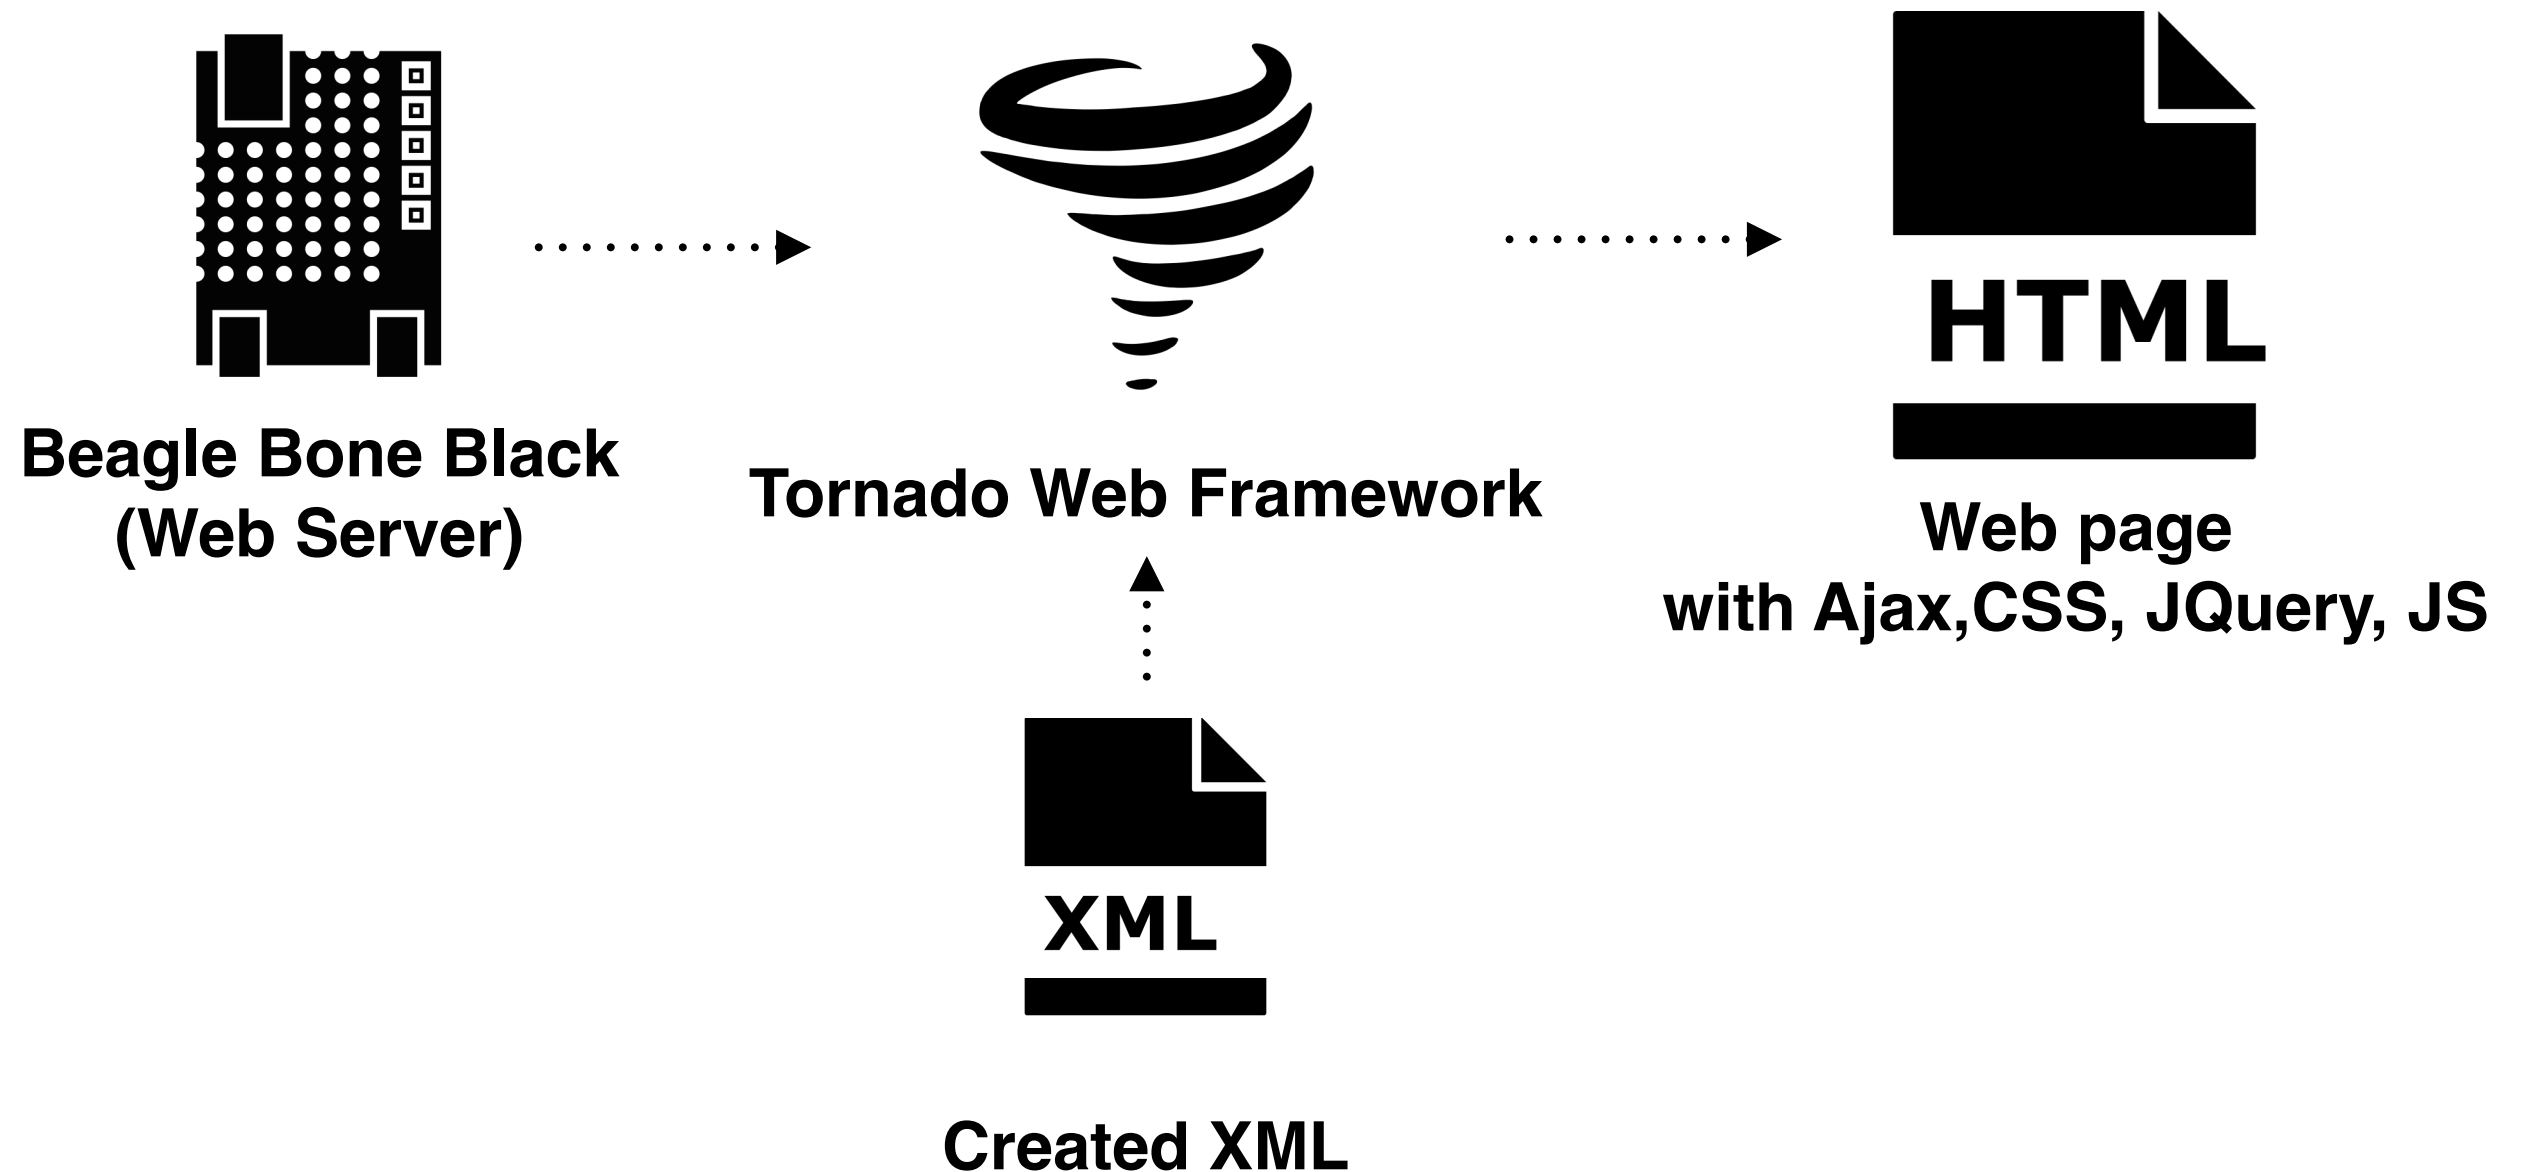 HTML
Beagle Bone Black
(Web Server)
Tornado Web Framework
Web page
with Ajax,CSS, JQuery, JS
XML
Created XML